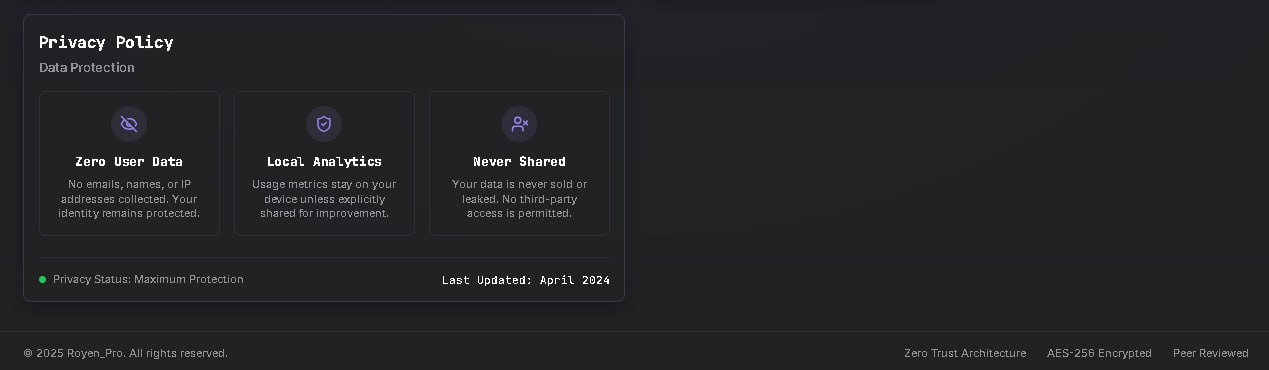 Privacy Policy
Data Protection
Zero User Data
No emails, names, or IP
addresses collected. Your
identity remains protected.
Local Analytics
Usage metrics stay on your
device unless explicitly
shared for improvement.
Never Shared
Your data is never sold or
leaked. No third-party
access is permitted.
Privacy Status: Maximum Protection
Last Updated: April 2024
© 2025 Royen_Pro. All rights reserved.
Zero Trust Architecture
AES-256 Encrypted
Peer Reviewed